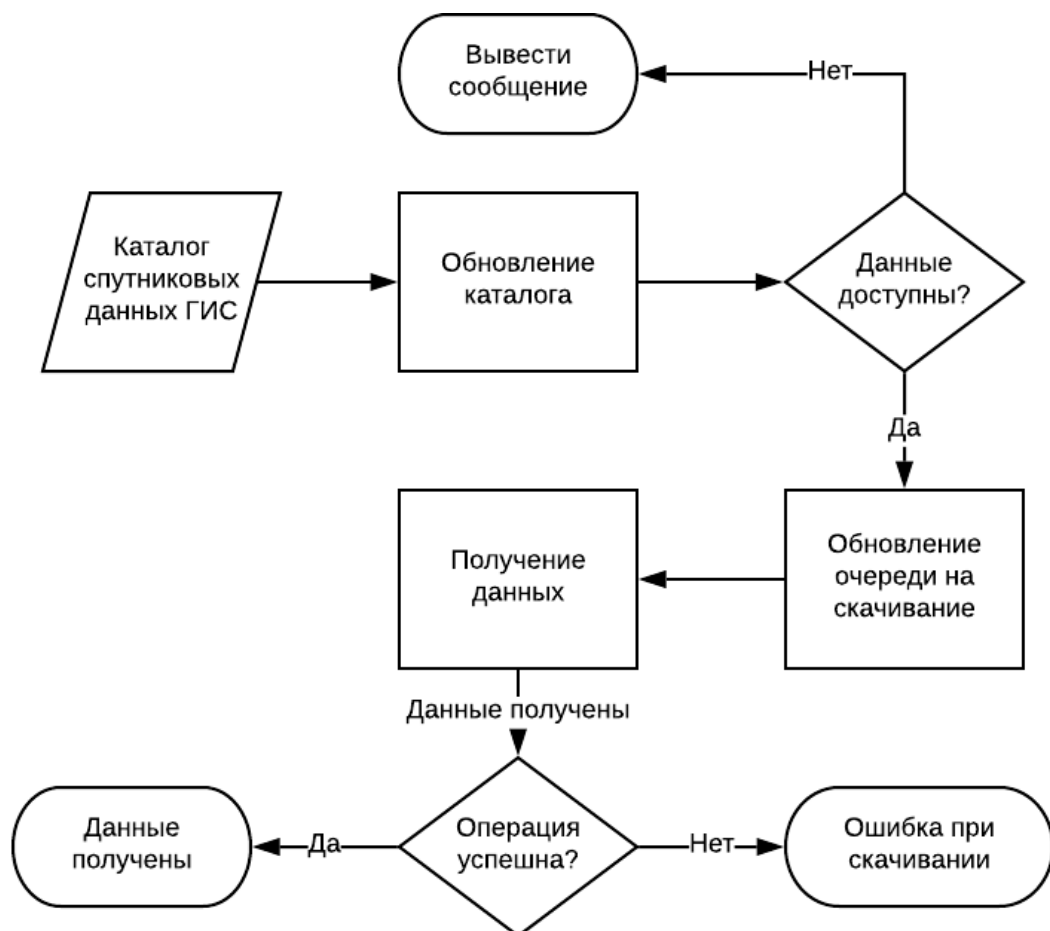 Вывести
сообщение
Нет
Каталог
спутниковых
данных ГИС
Обновление
каталога
Данные
доступны?
Да
Получение
данных
Обновление
очереди на
скачивание
Данные получены
Данные
получены
Да
Операция
успешна?
Нет
Ошибка при
скачивании